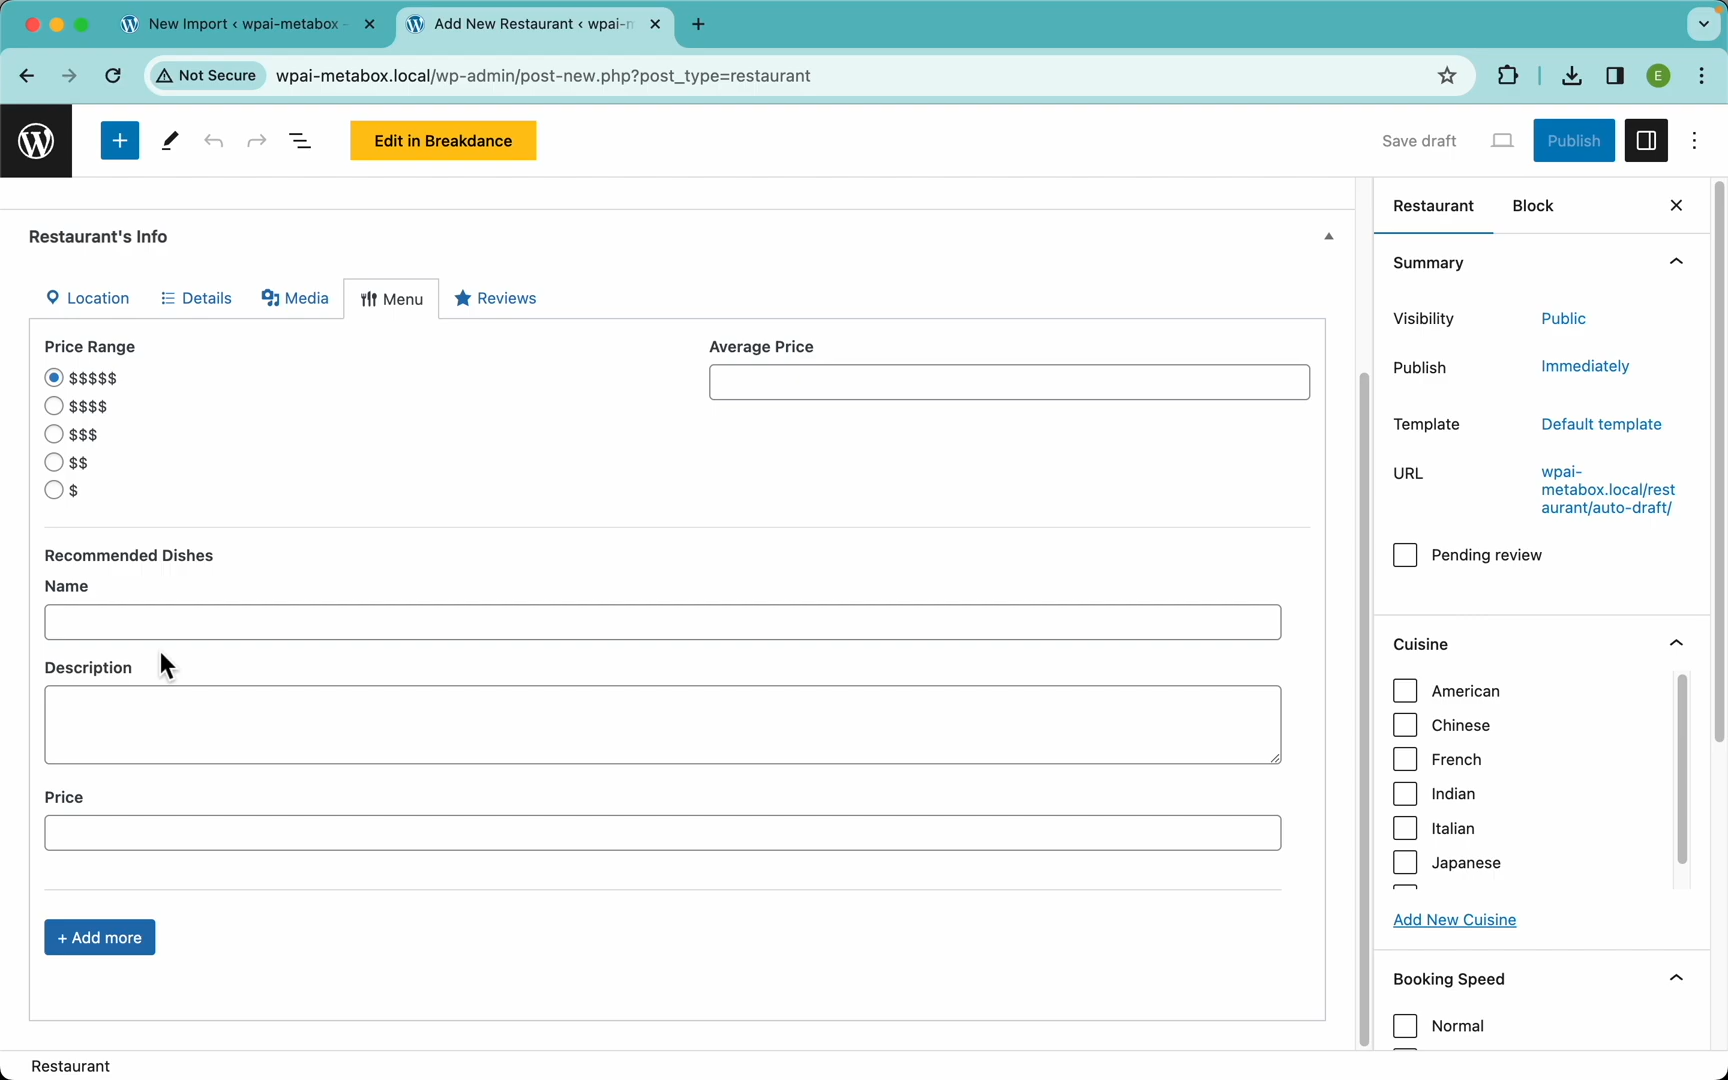 New Import ‹ wpai-metabox
Add New Restaurant ‹ wpai-m
Not Secure
wpai-metabox.local/wp-admin/post-new.php?post_type=restaurant
E
Edit in Breakdance
Save draft
Publish
Restaurant's Info
Location
Details
Media
Menu
Reviews
Price Range
$$$$$
$$$$
$$$
$$
$
Average Price
Recommended Dishes
Name
Description
Price
+ Add more
Restaurant
Block
Summary
Visibility
Public
Publish
Immediately
Template
Default template
URL
wpai-
metabox.local/rest
aurant/auto-draft/
Pending review
Cuisine
American
Chinese
French
Indian
Italian
Japanese
Add New Cuisine
Booking Speed
Normal
Restaurant